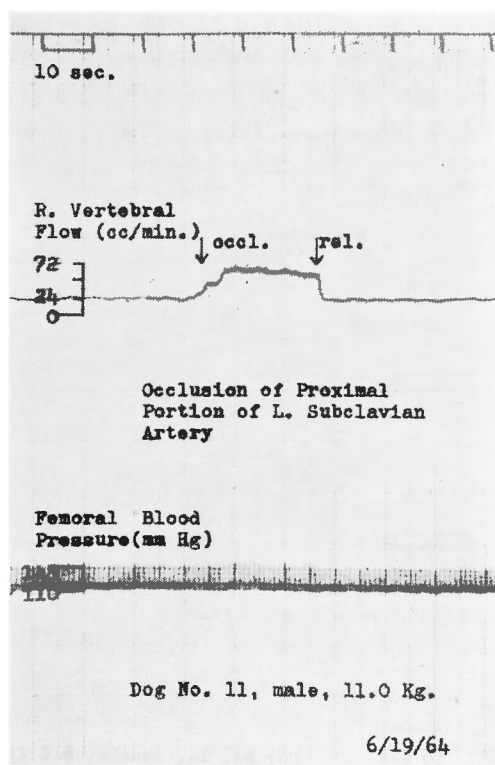 10 sec.
R. Vertebral
Flow (cc/min.)
occl.
rel.
72
24
0
Occlusion of Proximal
Portion of L. Subclavian
Artery
Femoral Blood
Pressure(mm Hg)
110
Dog No. 11, male, 11.0 Kg.
6/19/64